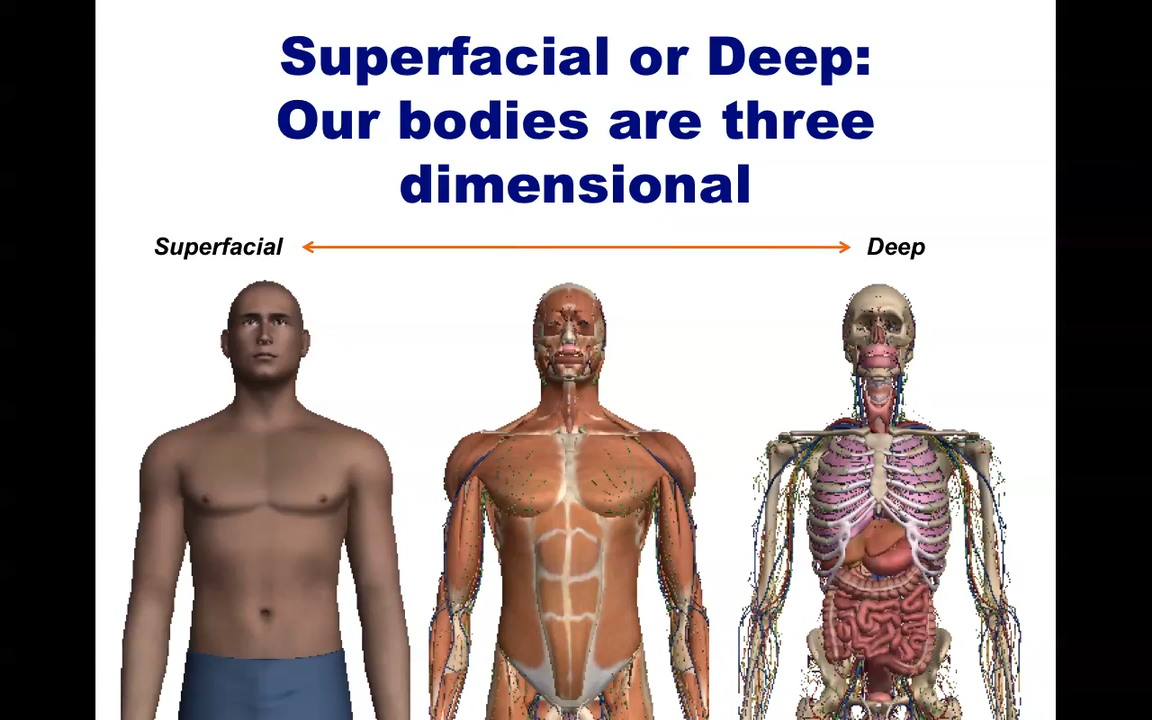 Superfacial or Deep:
Our bodies are three
dimensional
Superfacial
Deep